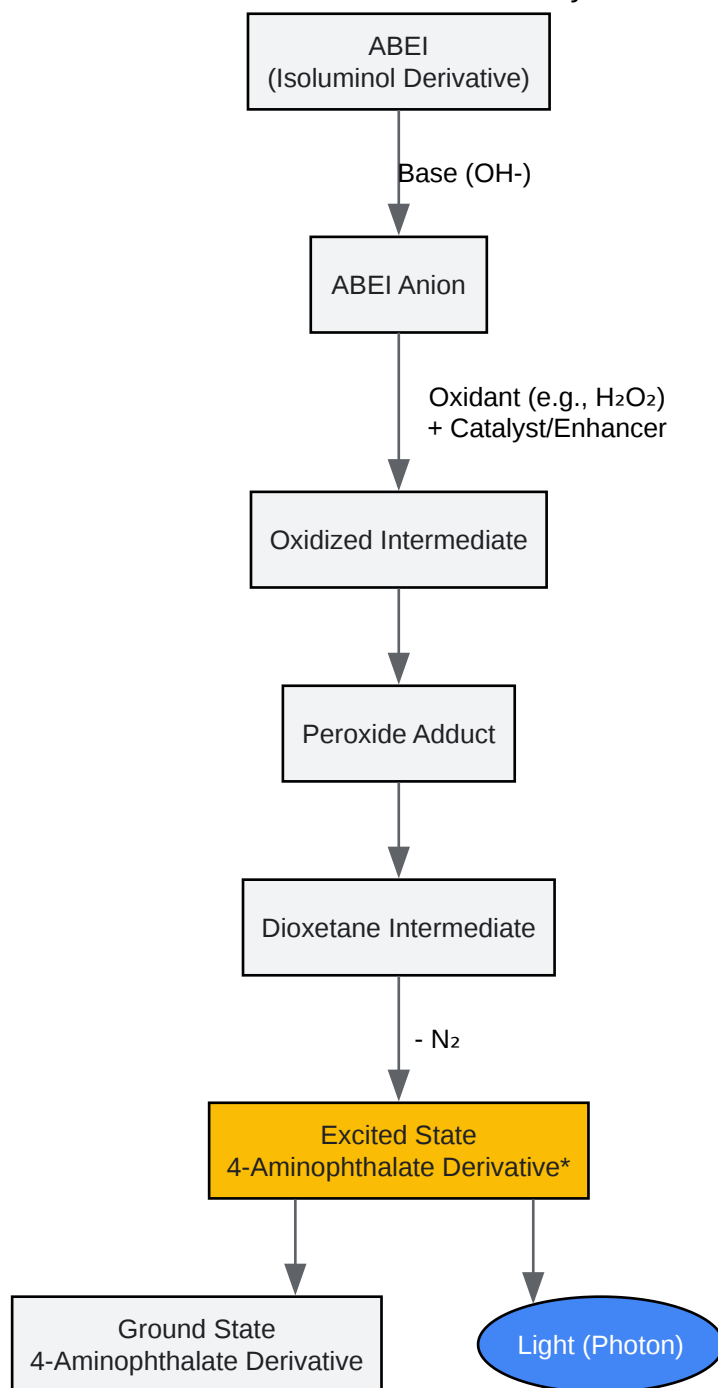 ABEI
(Isoluminol Derivative)
Base (OH-)
ABEI Anion
Oxidant (e.g., H₂O₂)
+ Catalyst/Enhancer
Oxidized Intermediate
Peroxide Adduct
Dioxetane Intermediate
- N₂
Excited State
4-Aminophthalate Derivative*
Ground State
4-Aminophthalate Derivative
Light (Photon)